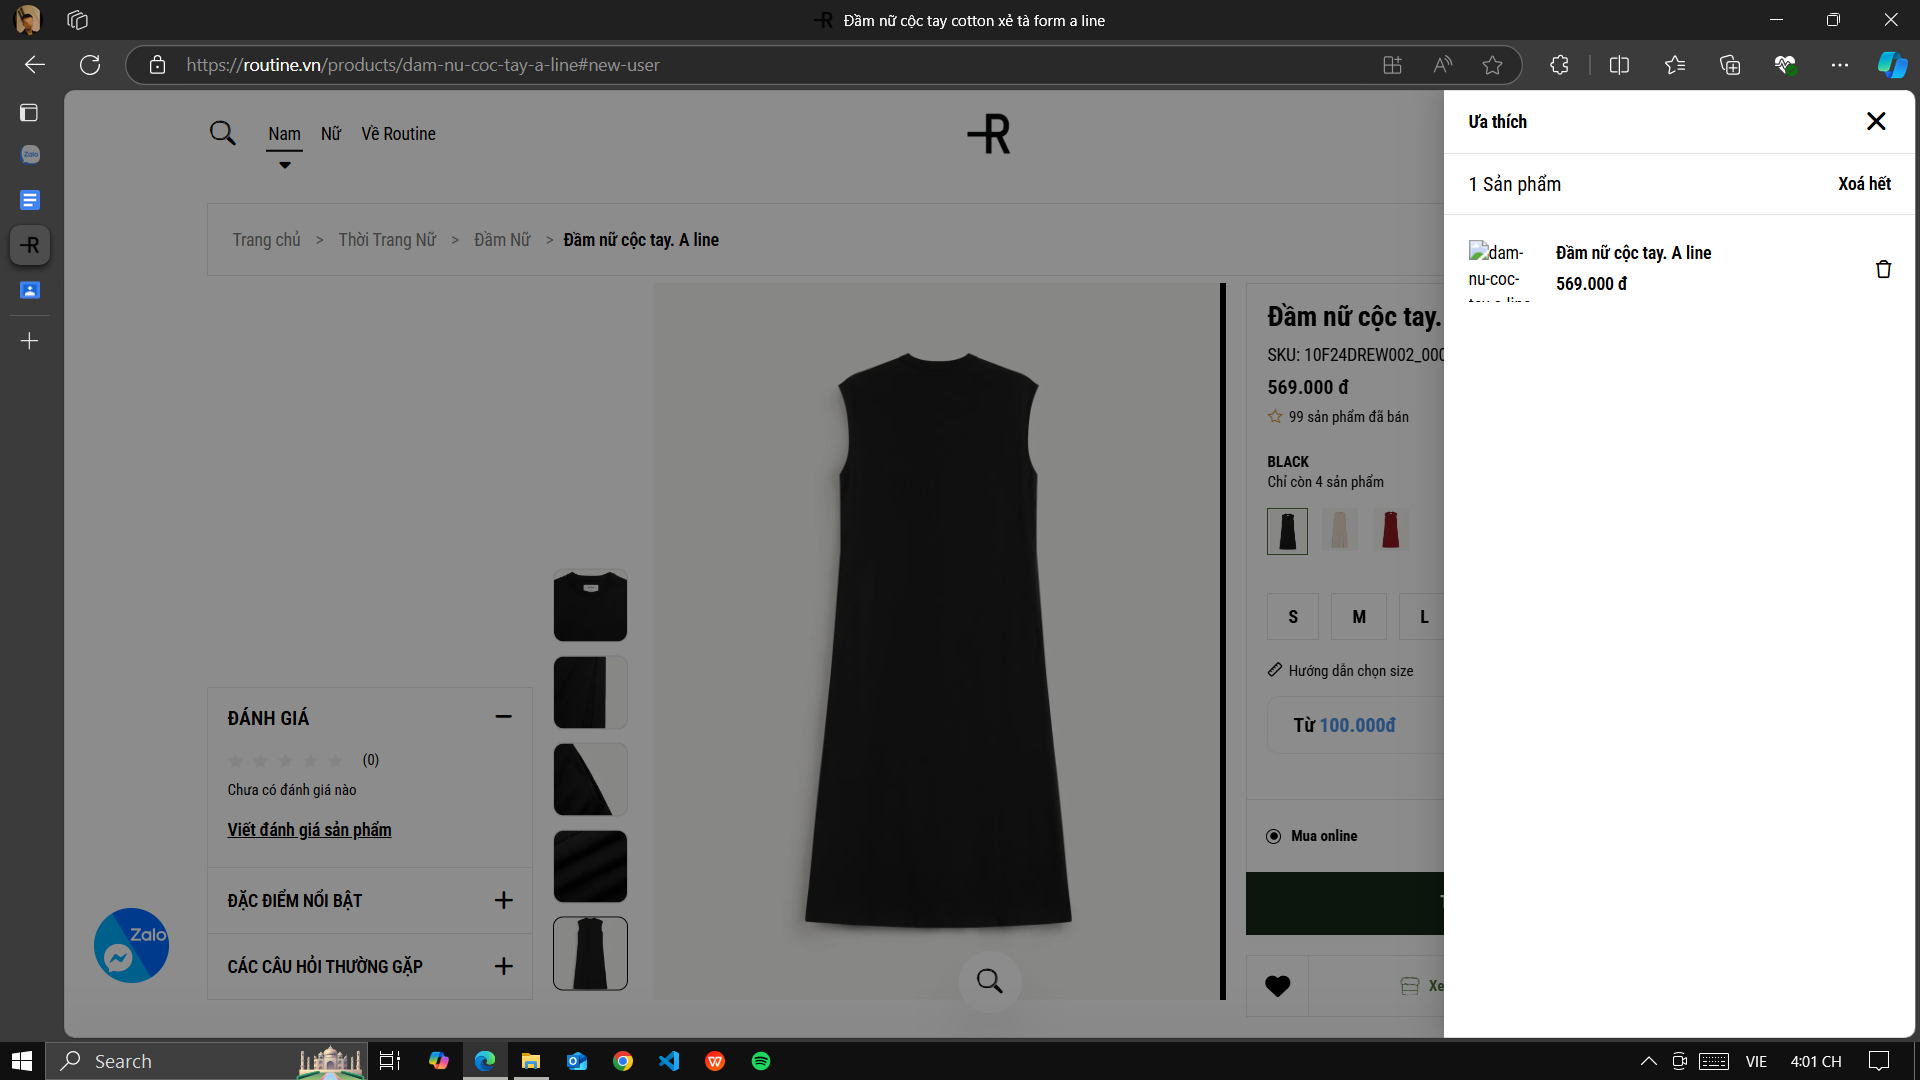 Đầm nữ cộc tay cotton xẻ tà form a line
https://routine.vn/products/dam-nu-coc-tay-a-line#new-user
Nam Nữ Về Routine
Trang chủ > Thời Trang Nữ > Đầm Nữ > Đầm nữ cộc tay. A line
Đầm nữ cộc tay.
SKU: 10F24DREW002_000
569.000 đ
99 sản phẩm đã bán
BLACK
Chỉ còn 4 sản phẩm
S M L
Hướng dẫn chọn size
Từ 100.000đ
Mua online
Xe
ĐÁNH GIÁ
(0)
Chưa có đánh giá nào
Viết đánh giá sản phẩm
ĐẶC ĐIỂM NỔI BẬT
CÁC CÂU HỎI THƯỜNG GẶP
Zalo
Ưa thích
1 Sản phẩm Xoá hết
dam-
nu-coc-
Đầm nữ cộc tay. A line
569.000 đ
Search
VIE 4:01 CH